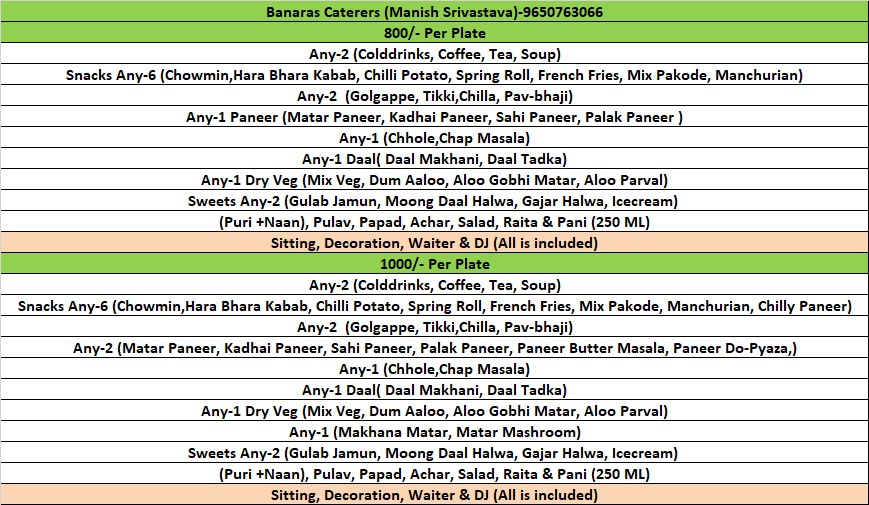 Banaras Caterers (Manish Srivastava)-9650763066
800/- Per Plate
Any-2 (Colddrinks, Coffee, Tea, Soup)
Snacks Any-6 (Chowmin,Hara Bhara Kabab, Chilli Potato, Spring Roll, French Fries, Mix Pakode, Manchurian)
Any-2  (Golgappe, Tikki,Chilla, Pav-bhaji)
Any-1 Paneer (Matar Paneer, Kadhai Paneer, Sahi Paneer, Palak Paneer )
Any-1 (Chhole,Chap Masala)
Any-1 Daal( Daal Makhani, Daal Tadka)
Any-1 Dry Veg (Mix Veg, Dum Aaloo, Aloo Gobhi Matar, Aloo Parval)
Sweets Any-2 (Gulab Jamun, Moong Daal Halwa, Gajar Halwa, Icecream)
(Puri +Naan), Pulav, Papad, Achar, Salad, Raita & Pani (250 ML)
Sitting, Decoration, Waiter & DJ (All is included)
1000/- Per Plate
Any-2 (Colddrinks, Coffee, Tea, Soup)
Snacks Any-6 (Chowmin,Hara Bhara Kabab, Chilli Potato, Spring Roll, French Fries, Mix Pakode, Manchurian, Chilly Paneer)
Any-2  (Golgappe, Tikki,Chilla, Pav-bhaji)
Any-2 (Matar Paneer, Kadhai Paneer, Sahi Paneer, Palak Paneer, Paneer Butter Masala, Paneer Do-Pyaza,)
Any-1 (Chhole,Chap Masala)
Any-1 Daal( Daal Makhani, Daal Tadka)
Any-1 Dry Veg (Mix Veg, Dum Aaloo, Aloo Gobhi Matar, Aloo Parval)
Any-1 (Makhana Matar, Matar Mashroom)
Sweets Any-2 (Gulab Jamun, Moong Daal Halwa, Gajar Halwa, Icecream)
(Puri +Naan), Pulav, Papad, Achar, Salad, Raita & Pani (250 ML)
Sitting, Decoration, Waiter & DJ (All is included)